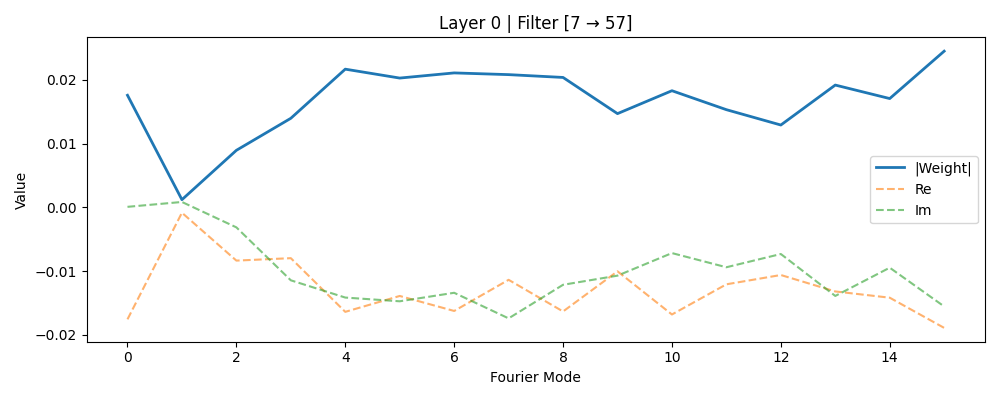 Layer 0 | Filter [7 → 57]
Value
0.02
0.01
0.00
−0.01
−0.02
|Weight|
Re
Im
0 2 4 6 8 10 12 14
Fourier Mode